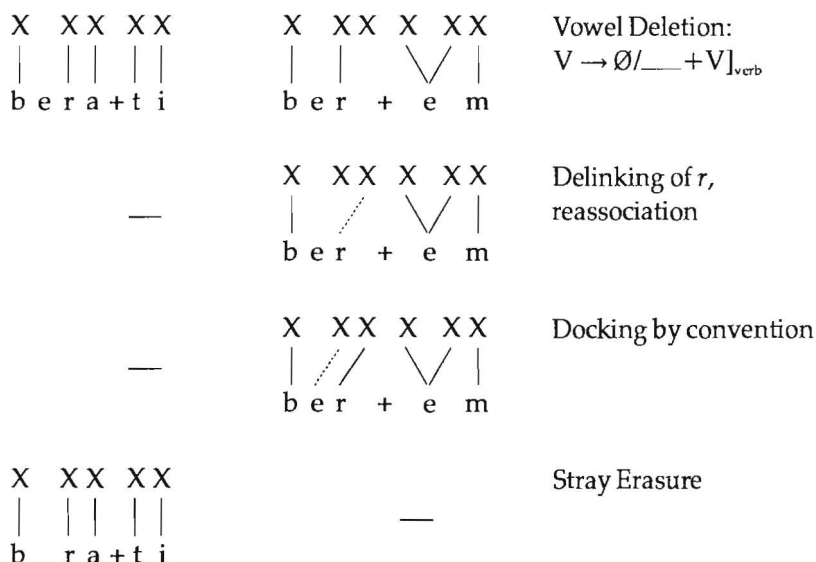 X XX XX X XX X XX Vowel Deletion:
V → Ø/___ + V]verb
b e r a + t i b e r + e m
X XX X XX Delinking of r,
— reassociation
b e r + e m
X XX X XX Docking by convention
—
b e r + e m
X XX XX Stray Erasure
—
b r a + t i